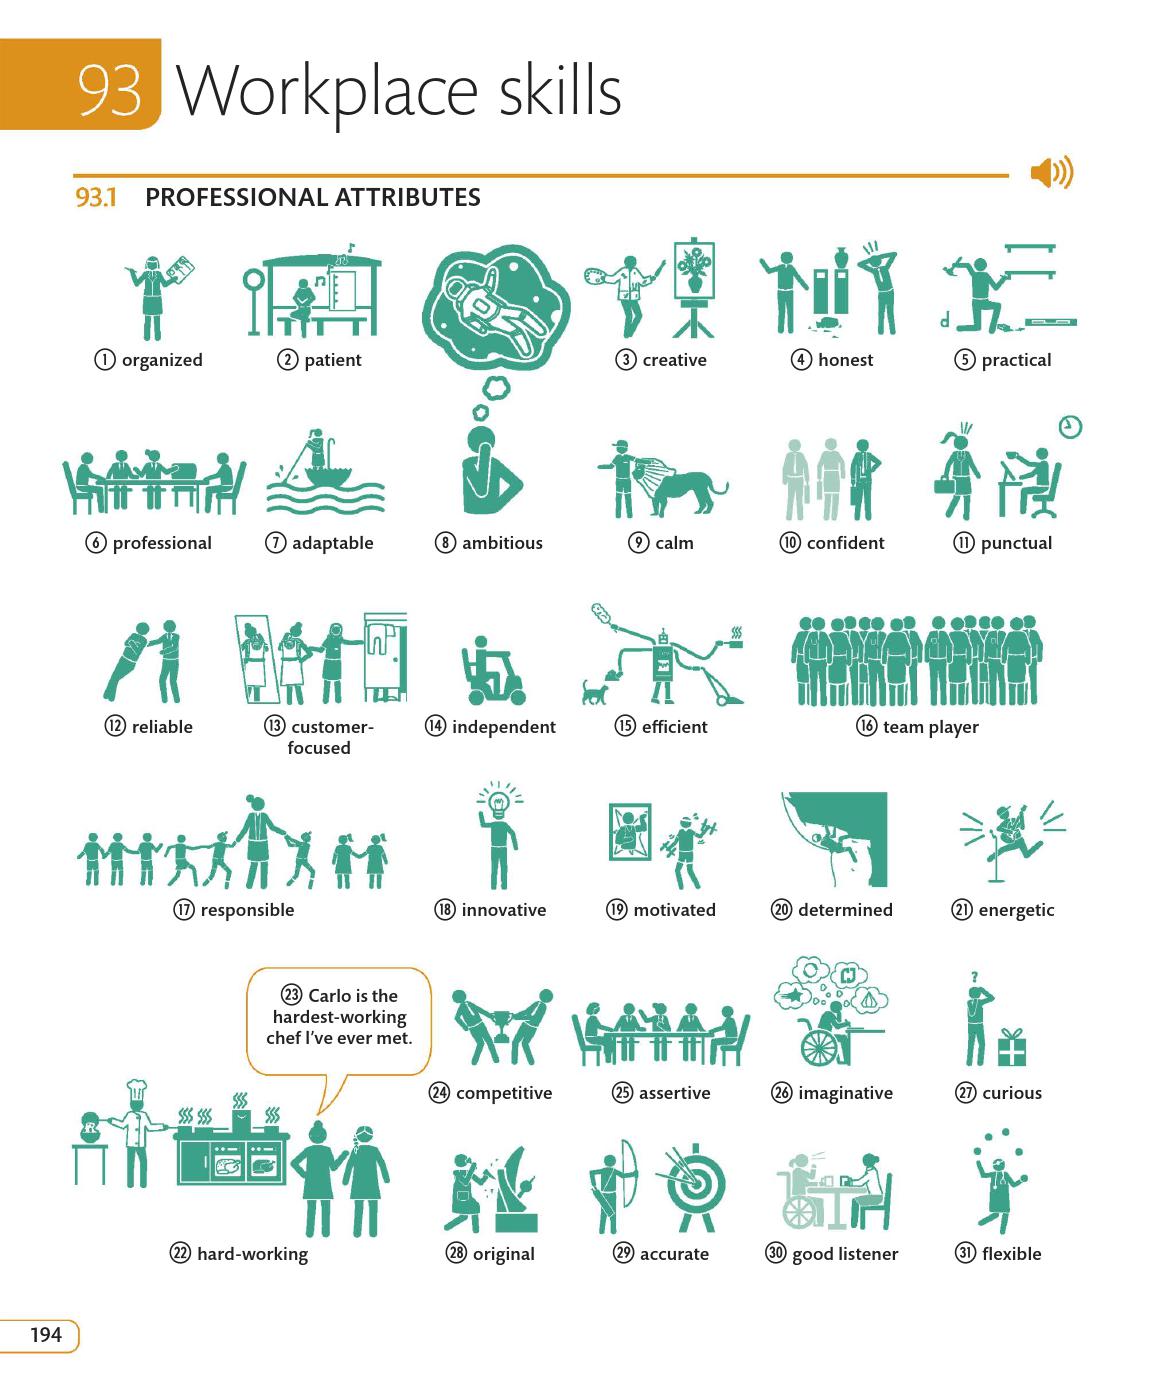 93 Workplace skills
93.1 PROFESSIONAL ATTRIBUTES
1 organized
2 patient
3 creative
4 honest
5 practical
6 professional
7 adaptable
8 ambitious
9 calm
10 confident
11 punctual
12 reliable
13 customer-
focused
14 independent
15 efficient
16 team player
17 responsible
18 innovative
19 motivated
20 determined
21 energetic
23 Carlo is the
hardest-working
chef I've ever met.
22 hard-working
24 competitive
25 assertive
26 imaginative
?
27 curious
28 original
29 accurate
30 good listener
31 flexible
194